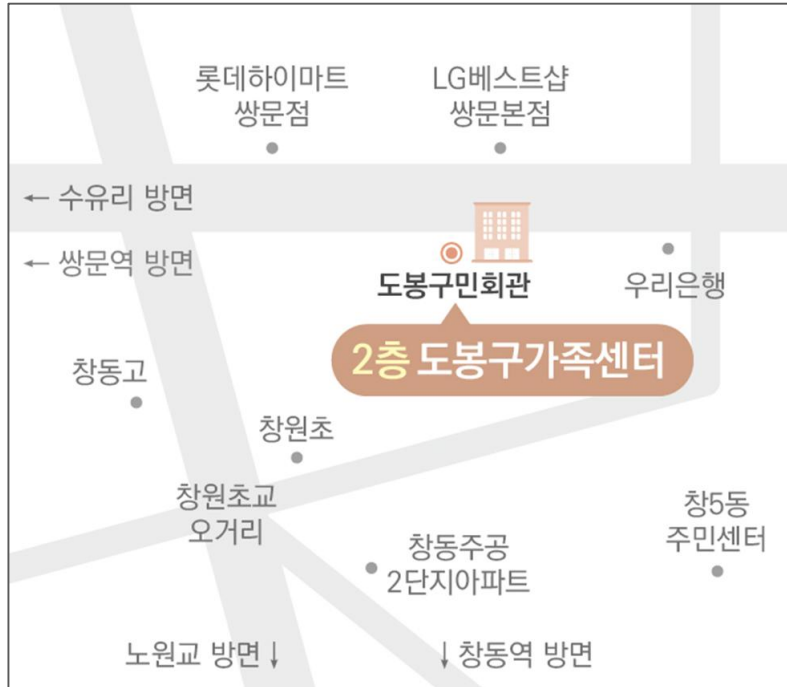 롯데하이마트
쌍문점
LG베스트샵
쌍문본점
← 수유리 방면
← 쌍문역 방면
도봉구민회관
우리은행
2층 도봉구가족센터
창동고
창원초
창원초교
오거리
창5동
주민센터
창동주공
2단지아파트
노원교 방면↓
↓창동역 방면